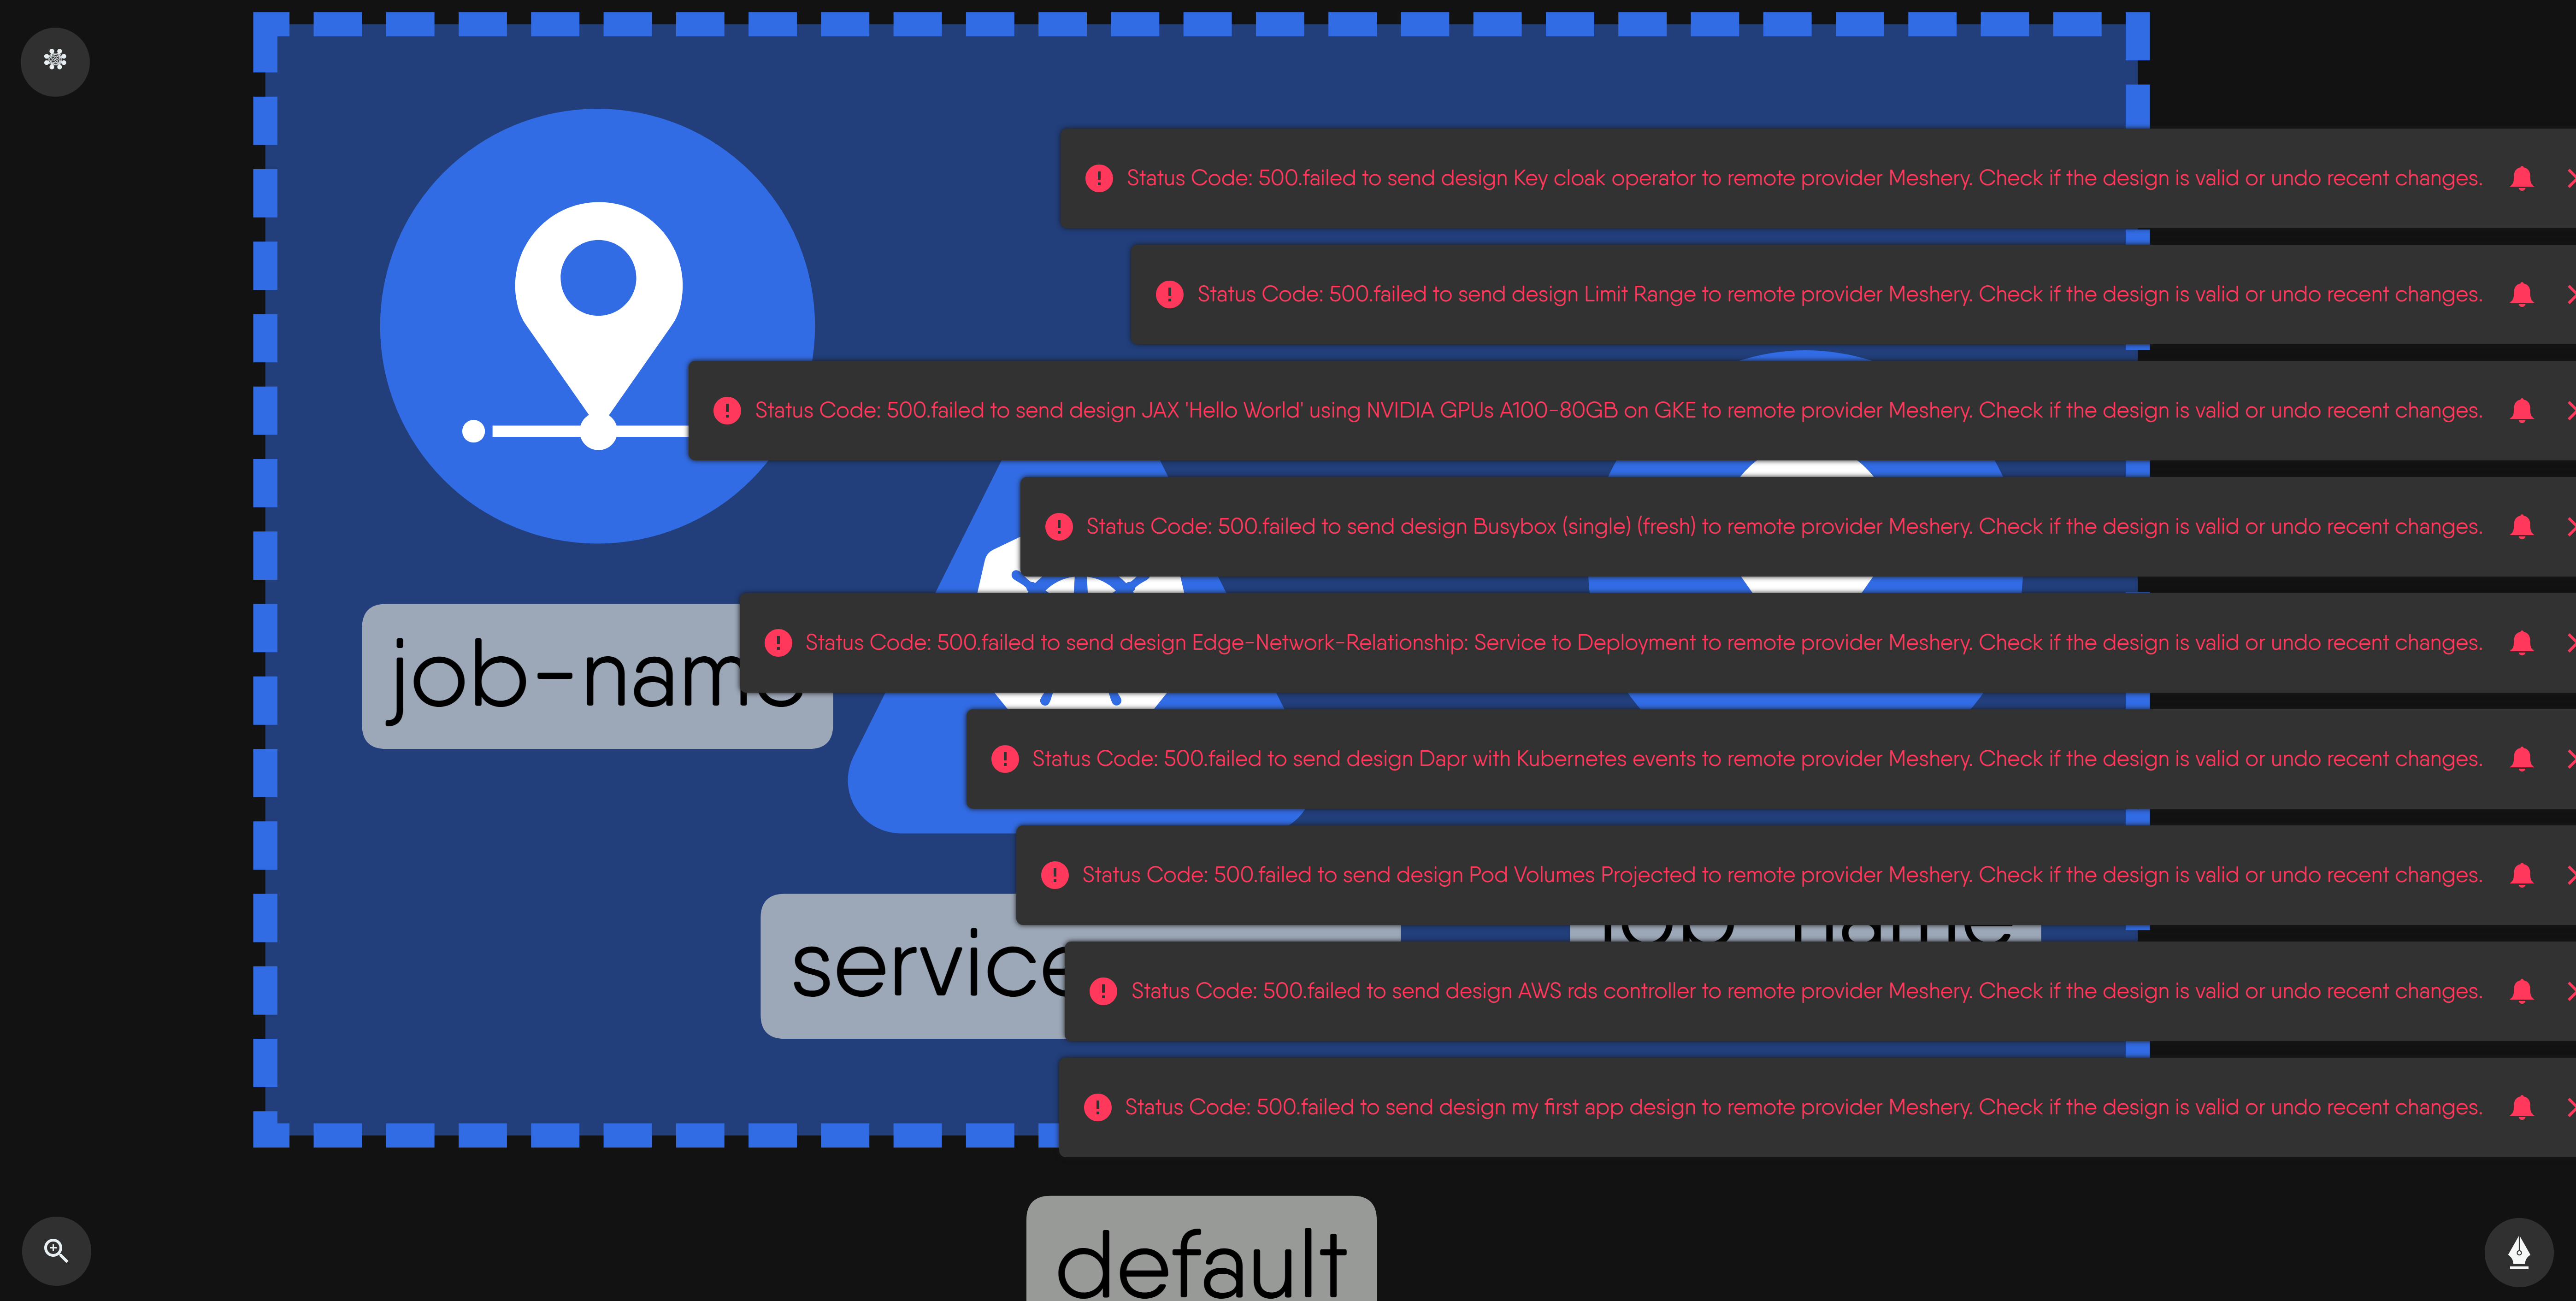 Status Code: 500.failed to send design Key cloak operator to remote provider Meshery. Check if the design is valid or undo recent changes.
Status Code: 500.failed to send design Limit Range to remote provider Meshery. Check if the design is valid or undo recent changes.
Status Code: 500.failed to send design JAX 'Hello World' using NVIDIA GPUs A100-80GB on GKE to remote provider Meshery. Check if the design is valid or undo recent changes.
Status Code: 500.failed to send design Busybox (single) (fresh) to remote provider Meshery. Check if the design is valid or undo recent changes.
Status Code: 500.failed to send design Edge-Network-Relationship: Service to Deployment to remote provider Meshery. Check if the design is valid or undo recent changes.
job-name
Status Code: 500.failed to send design Dapr with Kubernetes events to remote provider Meshery. Check if the design is valid or undo recent changes.
Status Code: 500.failed to send design Pod Volumes Projected to remote provider Meshery. Check if the design is valid or undo recent changes.
job-name
service
Status Code: 500.failed to send design AWS rds controller to remote provider Meshery. Check if the design is valid or undo recent changes.
Status Code: 500.failed to send design my first app design to remote provider Meshery. Check if the design is valid or undo recent changes.
default